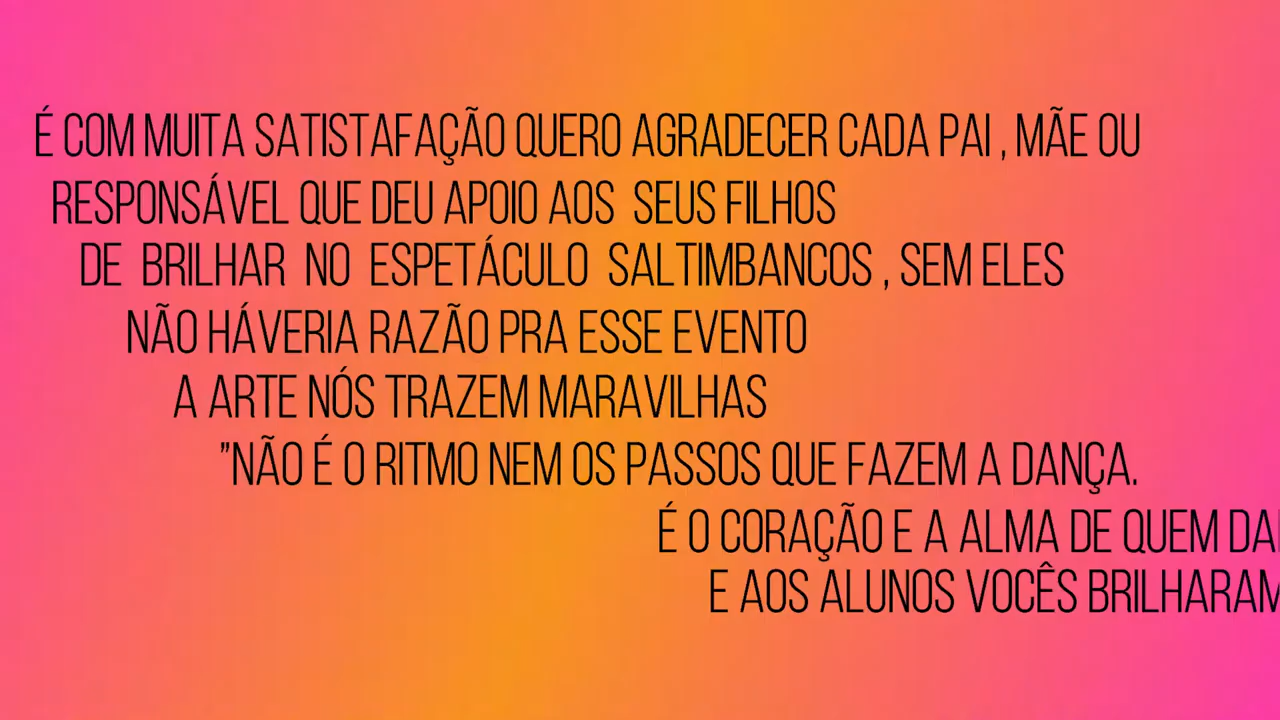 É COM MUITA SATISTAFAÇÃO QUERO AGRADECER CADA PAI , MÃE OU
RESPONSÁVEL QUE DEU APOIO AOS SEUS FILHOS
DE BRILHAR NO ESPETÁCULO SALTIMBANCOS , SEM ELES
NÃO HÁVERIA RAZÃO PRA ESSE EVENTO
A ARTE NÓS TRAZEM MARAVILHAS
"NÃO É O RITMO NEM OS PASSOS QUE FAZEM A DANÇA.
É O CORAÇÃO E A ALMA DE QUEM
E AOS ALUNOS VOCÊS BRILHARAM